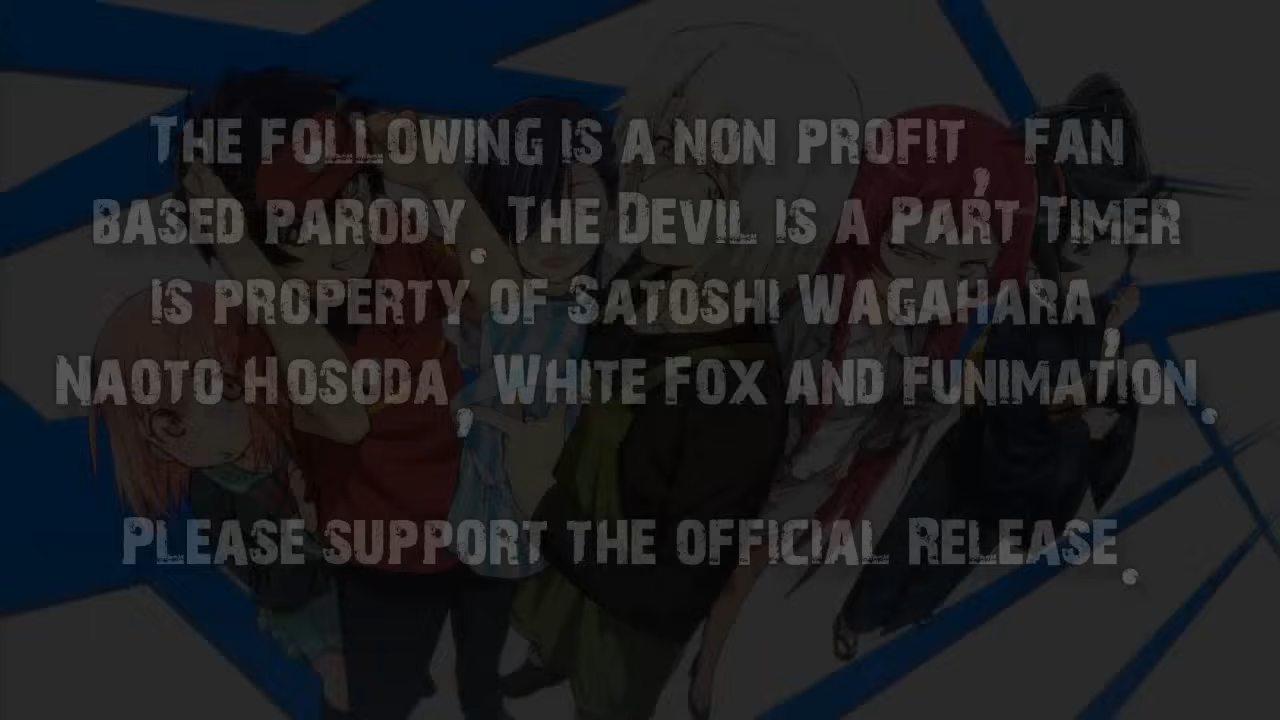 The following is a non profit, fan
based parody. The Devil is a Part Timer
is property of Satoshi Wagahara,
Naoto Hosoda, White Fox and Funimation.
Please support the official Release.